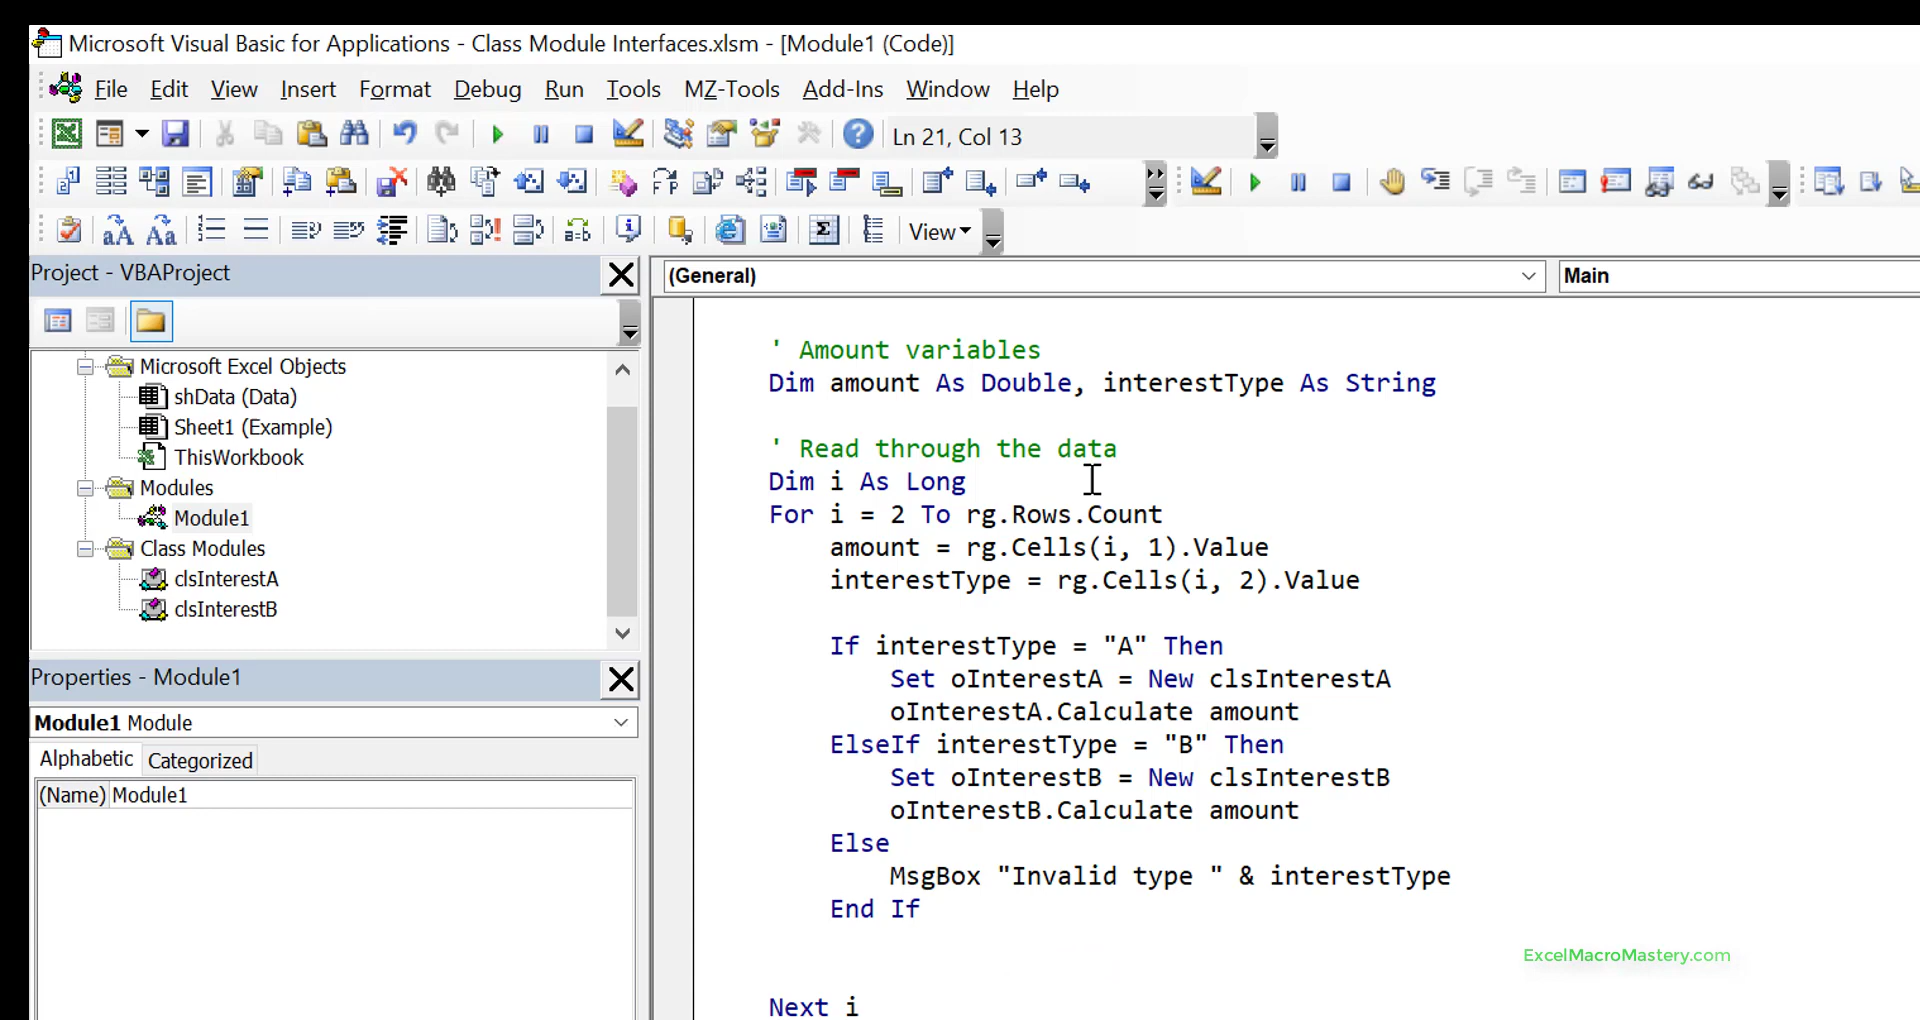 Microsoft Visual Basic for Applications - Class Module Interfaces.xlsm - [Module1 (Code)]
File Edit View Insert Format Debug Run Tools MZ-Tools Add-Ins Window Help
Ln 21, Col 13
View
Project - VBAProject
(General)
Main
Microsoft Excel Objects
shData (Data)
Sheet1 (Example)
ThisWorkbook
Modules
Module1
Class Modules
clsInterestA
clsInterestB
Properties - Module1
Module1 Module
Alphabetic Categorized
(Name) Module1
' Amount variables
Dim amount As Double, interestType As String
' Read through the data
Dim i As Long
For i = 2 To rg.Rows.Count
amount = rg.Cells(i, 1).Value
interestType = rg.Cells(i, 2).Value
If interestType = "A" Then
Set oInterestA = New clsInterestA
oInterestA.Calculate amount
ElseIf interestType = "B" Then
Set oInterestB = New clsInterestB
oInterestB.Calculate amount
Else
MsgBox "Invalid type " & interestType
End If
ExcelMacroMastery.com
Next i